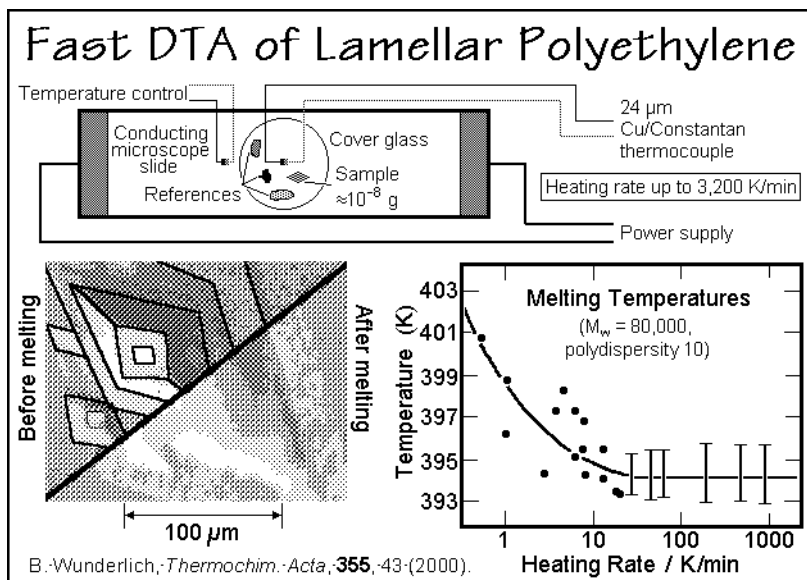 Fast DTA of Lamellar Polyethylene
Temperature control
Conducting
microscope
slide
References
Cover glass
Sample
≈10⁻⁸ g
24 µm
Cu/Constantan
thermocouple
Heating rate up to 3,200 K/min
Power supply
Before melting
After melting
100 µm
Melting Temperatures
(Mw = 80,000,
polydispersity 10)
Temperature (K)
403
401
399
397
395
393
1 10 100 1000
Heating Rate / K/min
B.·Wunderlich,·Thermochim.·Acta,·355,·43·(2000).